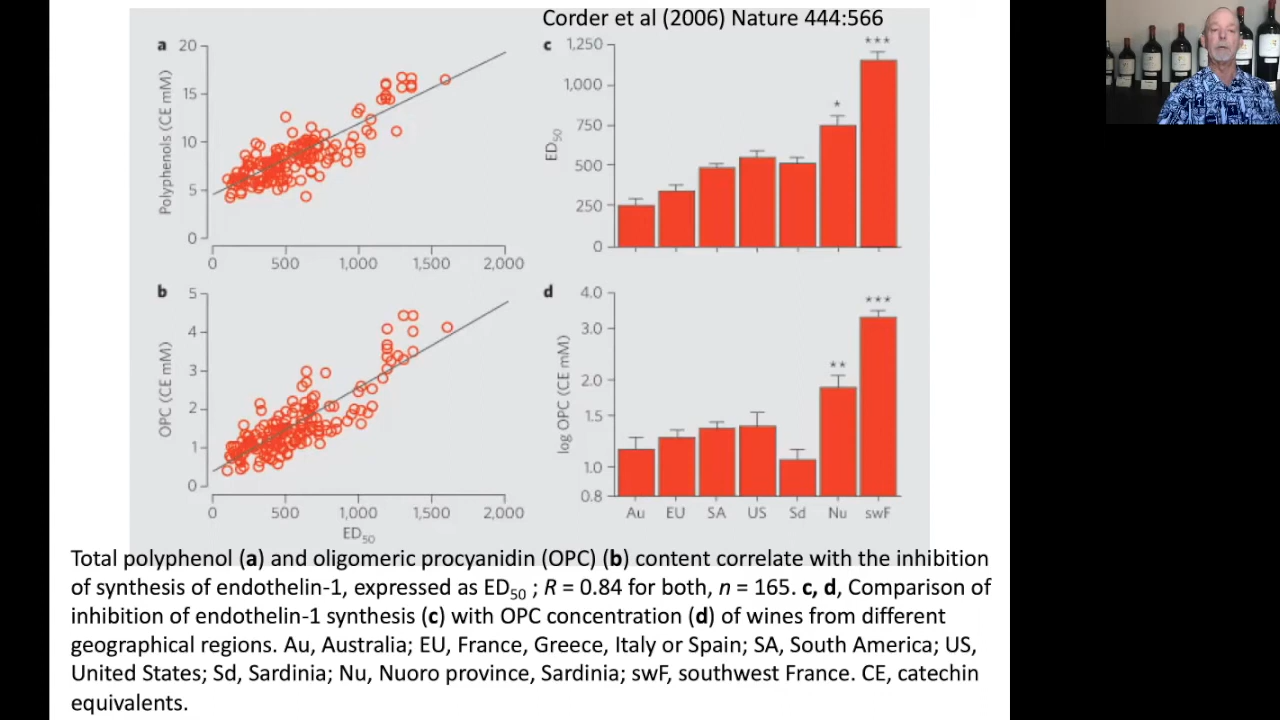 Corder et al (2006) Nature 444:566
a
20
15
10
5
0
Polyphenols (CE mM)
0 500 1,000 1,500 2,000
b
5
4
3
2
1
0
OPC (CE mM)
0 500 1,000 1,500 2,000
ED50
c
1,250
1,000
750
500
250
0
ED50
* ***
d
4.0
3.0
2.0
1.5
1.0
0.8
log OPC (CE mM)
** ***
Au EU SA US Sd Nu swF
Total polyphenol (a) and oligomeric procyanidin (OPC) (b) content correlate with the inhibition
of synthesis of endothelin-1, expressed as ED50 ; R = 0.84 for both, n = 165. c, d, Comparison of
inhibition of endothelin-1 synthesis (c) with OPC concentration (d) of wines from different
geographical regions. Au, Australia; EU, France, Greece, Italy or Spain; SA, South America; US,
United States; Sd, Sardinia; Nu, Nuoro province, Sardinia; swF, southwest France. CE, catechin
equivalents.